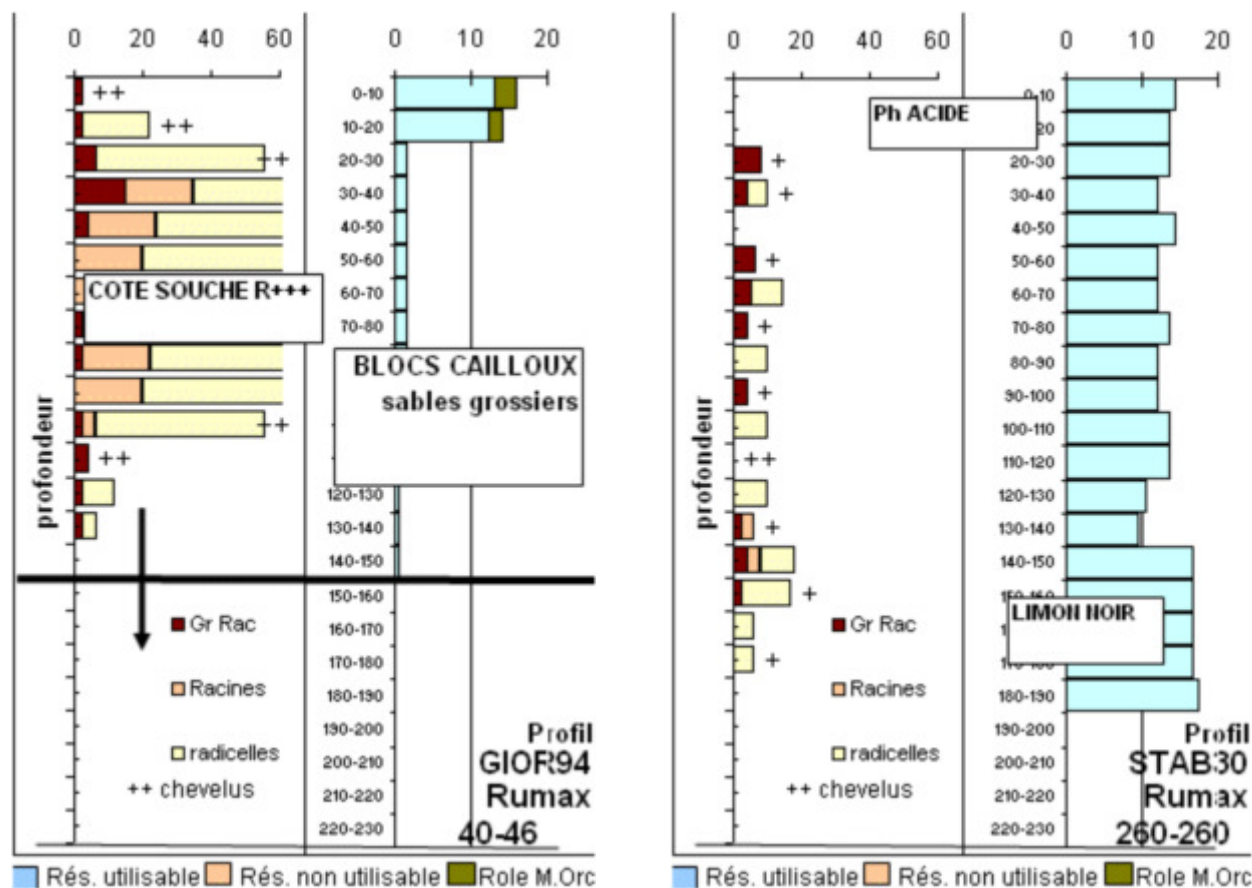 0 20 40 60
0 10 20
profondeur
++
++
++
++
++
0-10
10-20
20-30
30-40
40-50
50-60
60-70
70-80
120-130
130-140
140-150
150-160
160-170
170-180
180-190
190-200
200-210
210-220
220-230
COTE SOUCHE R+++
BLOCS CAILLOUX
sables grossiers
Gr Rac
Racines
radicelles
++ chevelus
Profil
GIOR94
Rumax
40-46
Rés. utilisable Rés. non utilisable Role M.Orc
0 20 40 60
0 10 20
profondeur
+
+
+
+
+
++
+
+
+
0-10
20
20-30
30-40
40-50
50-60
60-70
70-80
80-90
90-100
100-110
110-120
120-130
130-140
140-150
180-190
190-200
200-210
210-220
220-230
Ph ACIDE
LIMON NOIR
Gr Rac
Racines
radicelles
++ chevelus
Profil
STAB30
Rumax
260-260
Rés. utilisable Rés. non utilisable Role M.Orc